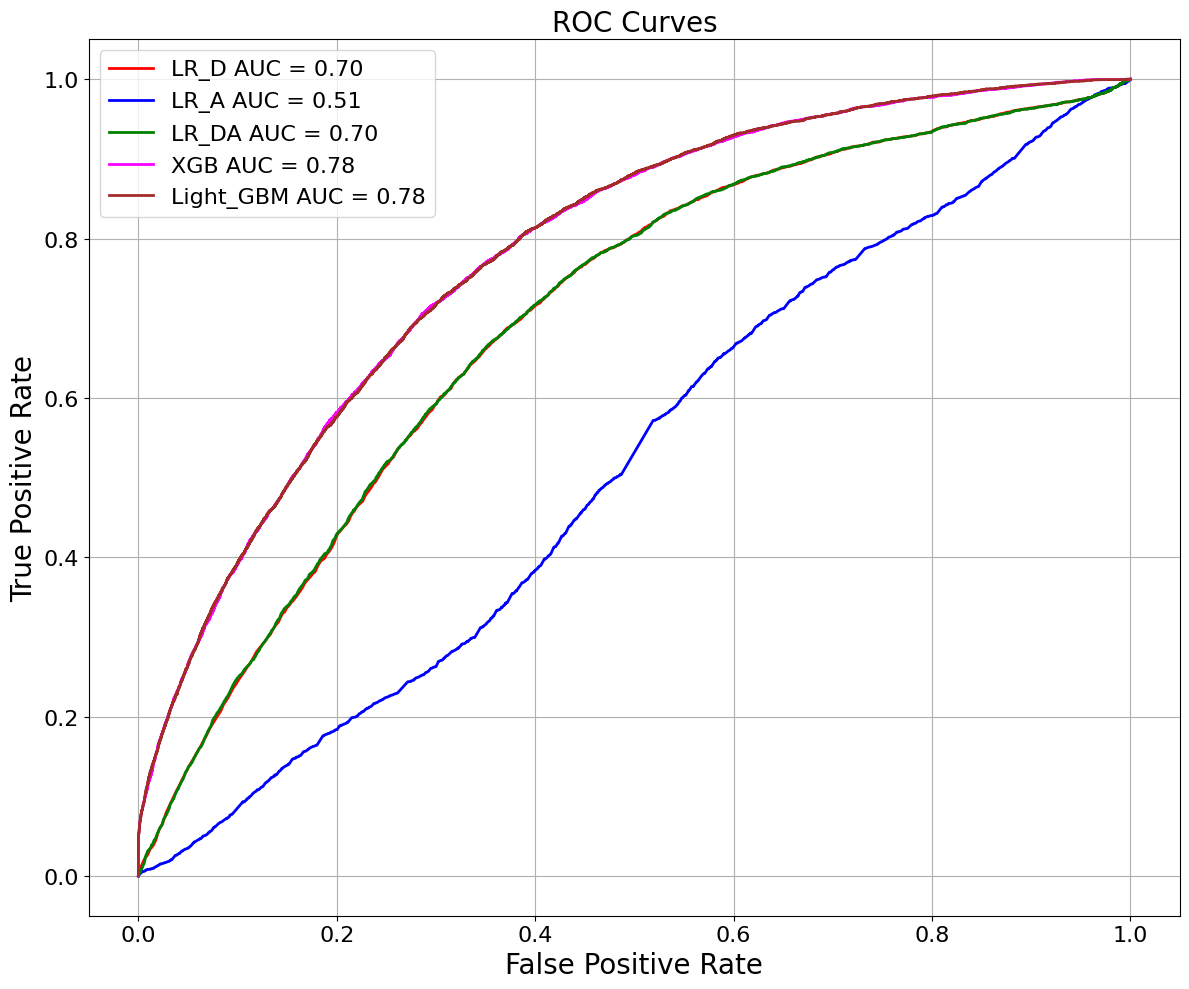 ROC Curves
LR_D AUC = 0.70
LR_A AUC = 0.51
LR_DA AUC = 0.70
XGB AUC = 0.78
Light_GBM AUC = 0.78
True Positive Rate
1.0
0.8
0.6
0.4
0.2
0.0
0.0 0.2 0.4 0.6 0.8 1.0
False Positive Rate